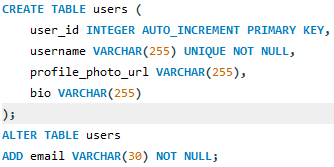 CREATE TABLE users (
    user_id INTEGER AUTO_INCREMENT PRIMARY KEY,
    username VARCHAR(255) UNIQUE NOT NULL,
    profile_photo_url VARCHAR(255),
    bio VARCHAR(255)
);
ALTER TABLE users
ADD email VARCHAR(30) NOT NULL;